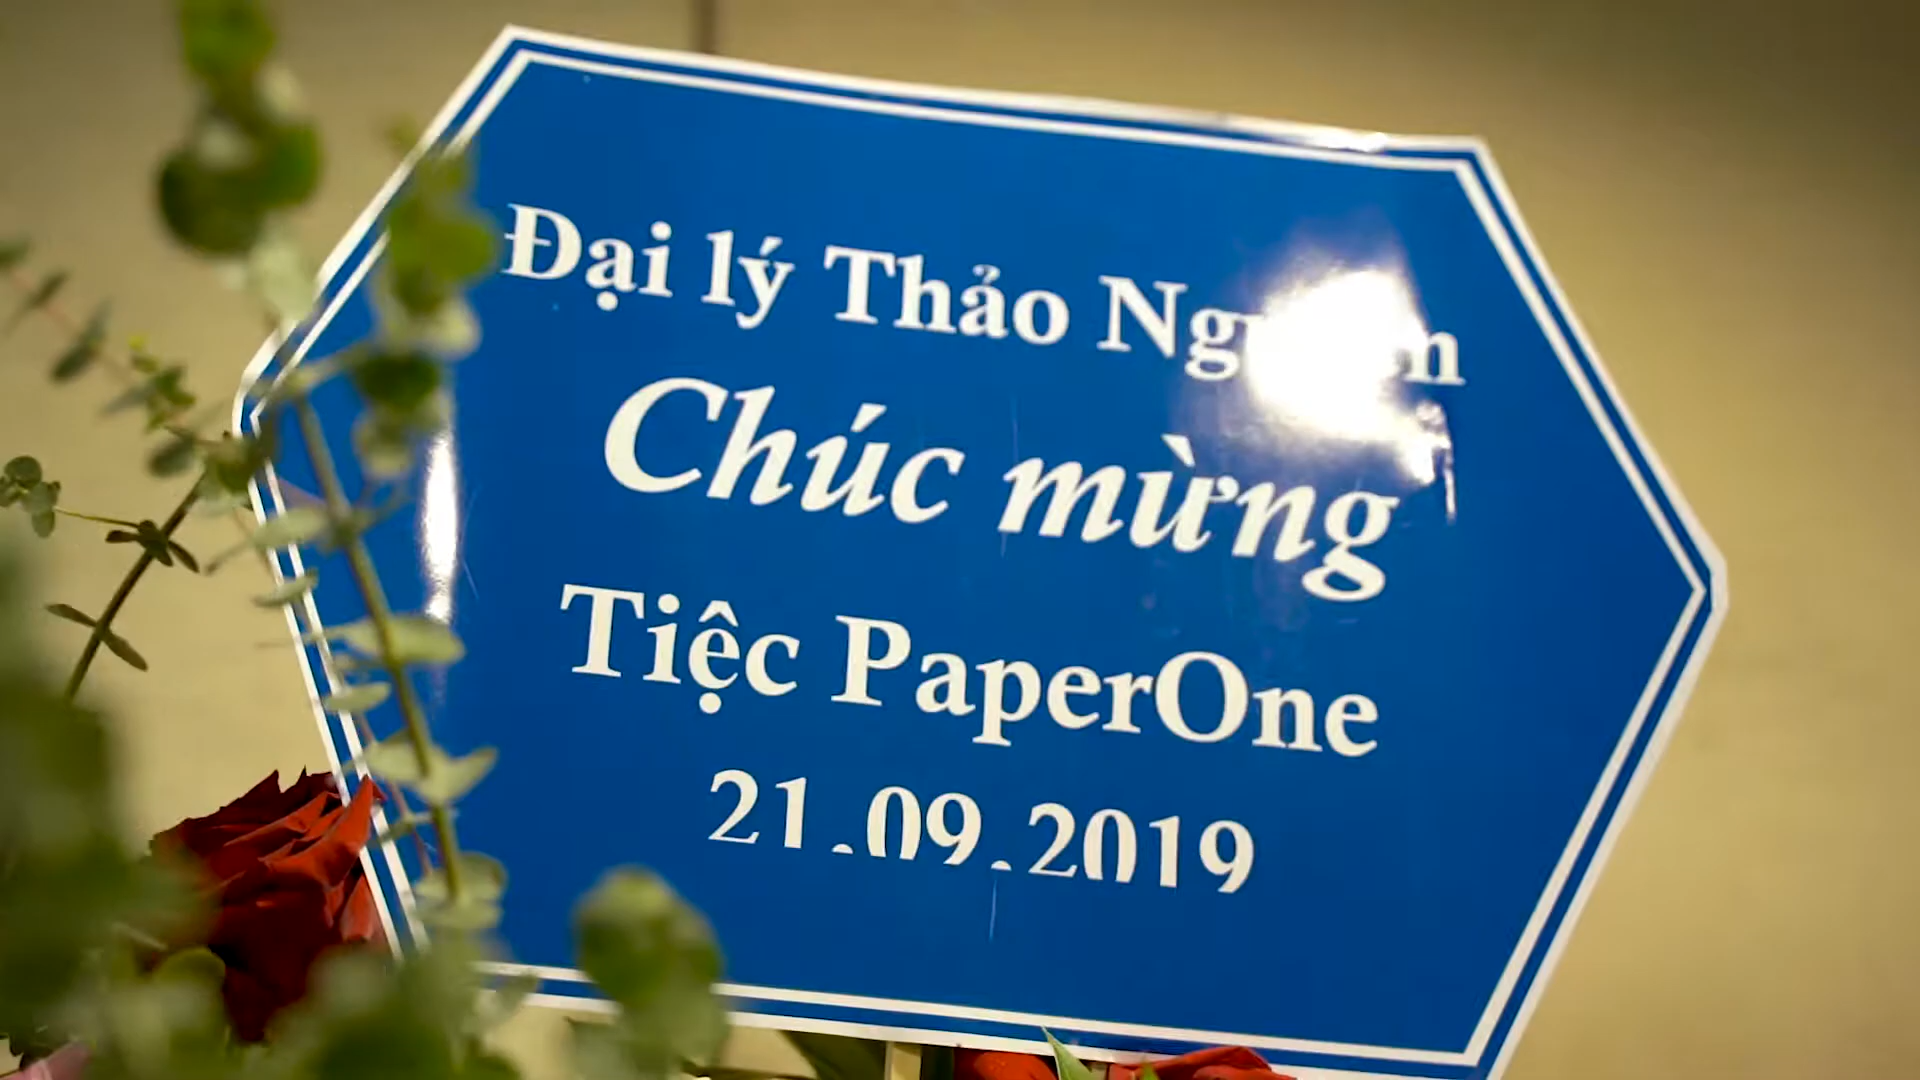 Đại lý Thảo
Chúc mừng
Tiệc PaperOne
21.09.2019